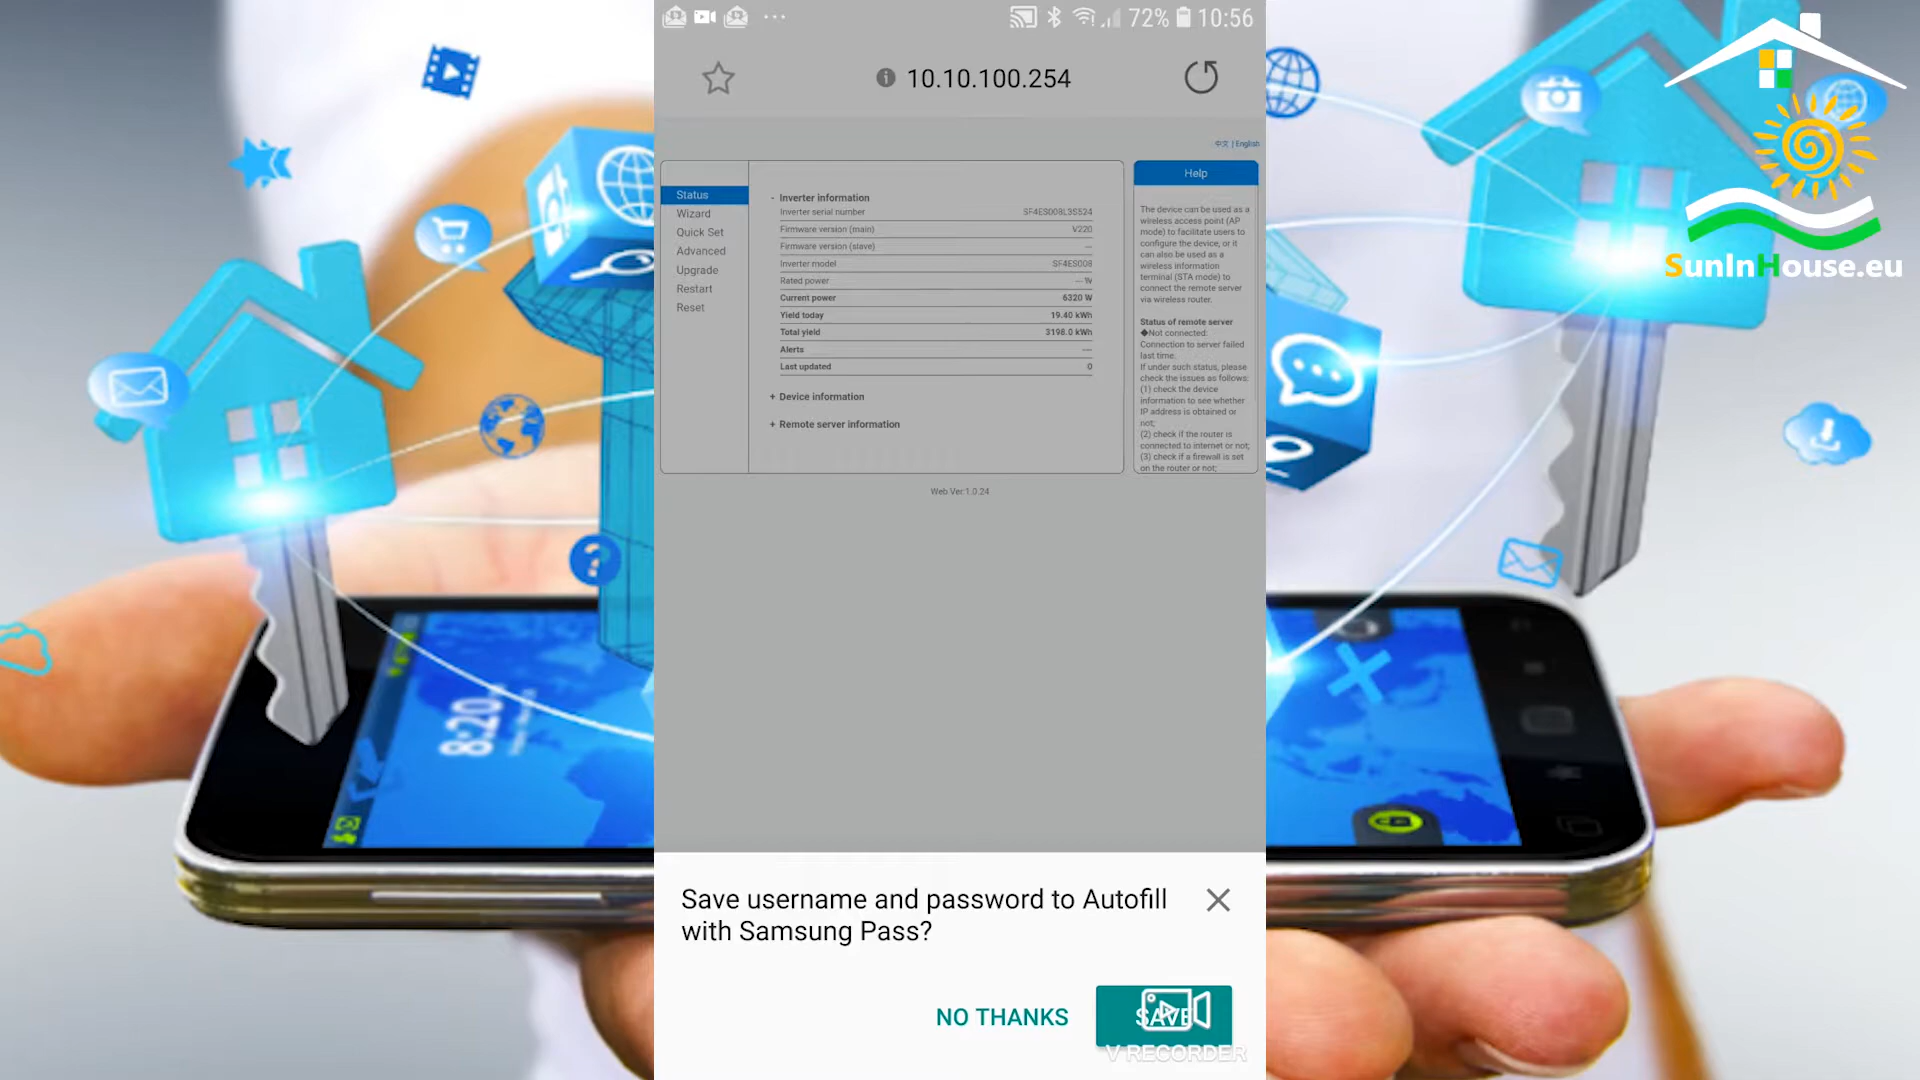 72% 10:56
10.10.100.254
中文 | English
Status
Wizard
Quick Set
Advanced
Upgrade
Restart
Reset
- Inverter information
Inverter serial number SF4ES008L3S524
Firmware version (main) V220
Firmware version (slave) ---
Inverter model SF4ES008
Rated power --- W
Current power 6320 W
Yield today 19.40 kWh
Total yield 3198.0 kWh
Alerts ---
Last updated 0
+ Device information
+ Remote server information
Help
The device can be used as a
wireless access point (AP
mode) to facilitate users to
configure the device, or it
can also be used as a
wireless information
terminal (STA mode) to
connect the remote server
via wireless router.
Status of remote server
◆Not connected:
Connection to server failed
last time.
If under such status, please
check the issues as follows:
(1) check the device
information to see whether
IP address is obtained or
not;
(2) check if the router is
connected to internet or not;
(3) check if a firewall is set
on the router or not;
Web Ver:1.0.24
Save username and password to Autofill
with Samsung Pass?
NO THANKS
SAVE
V RECORDER
SunInHouse.eu
8:20